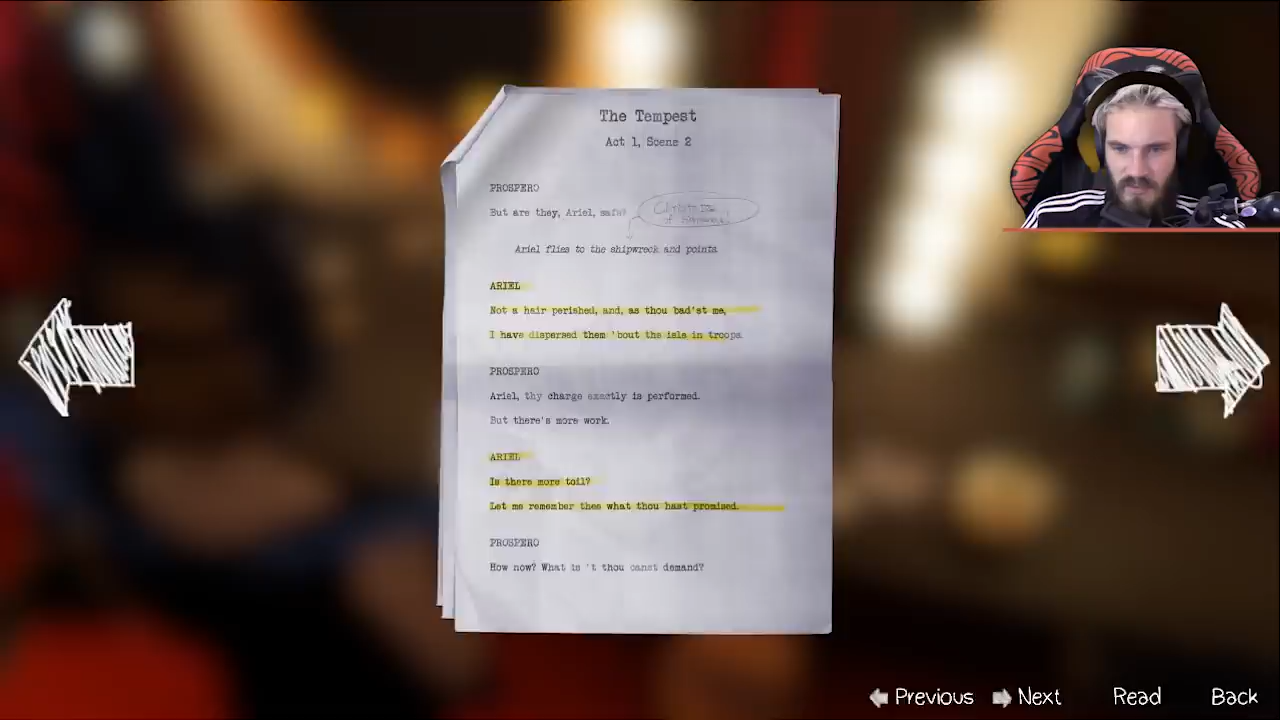 The Tempest
Act 1, Scene 2
PROSPERO
But are they, Ariel, safe?
Ariel flies to the shipwreck and points.
ARIEL
Not a hair perished, and, as thou bad'st me,
I have dispersed them 'bout the isle in troops.
PROSPERO
Ariel, thy charge exactly is performed.
But there's more work.
ARIEL
Is there more toil?
Let me remember thee what thou hast promised.
PROSPERO
How now? What is 't thou canst demand?
Previous
Next
Read
Back